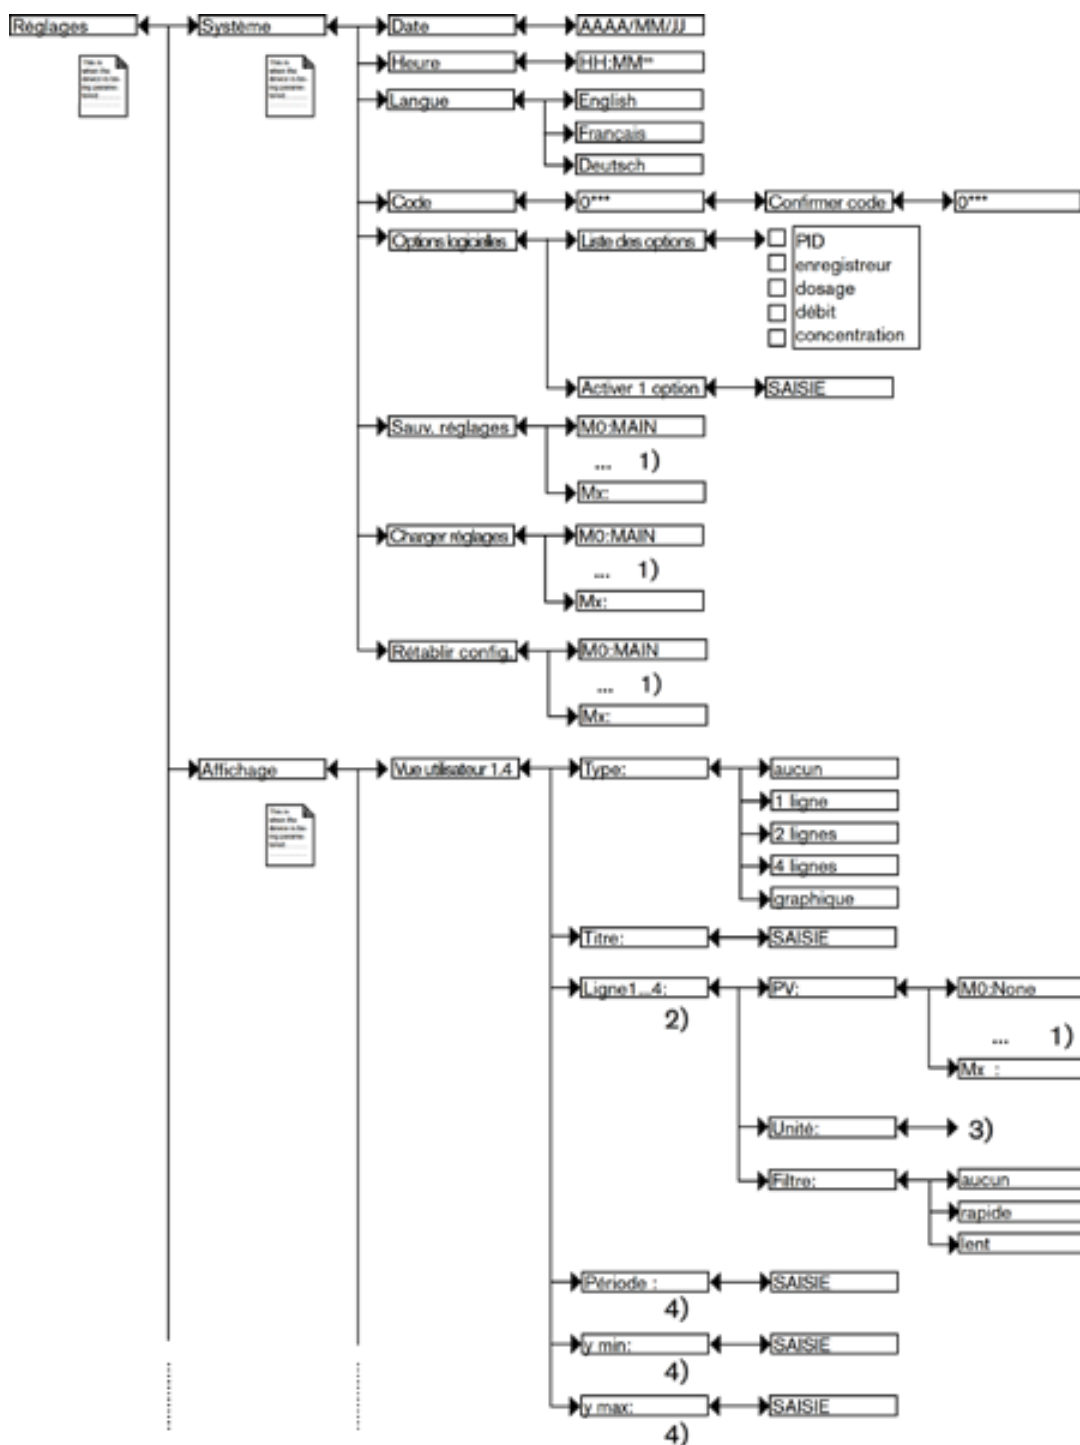 Réglages Système Date AAAA/MM/JJ
Heure HH:MM
Langue English
Français
Deutsch
Code 0*** Confirmer code 0***
Options logicielles Liste des options PID
enregistreur
dosage
débit
concentration
Activer 1 option SAISIE
Sauv. réglages M0:MAIN
... 1)
Mx:
Charger réglages M0:MAIN
... 1)
Mx:
Rétablir config. M0:MAIN
... 1)
Mx:
Affichage Vue utilisateur 1.4 Type: aucun
1 ligne
2 lignes
4 lignes
graphique
Titre: SAISIE
Ligne1...4: PV: M0:None
2)
... 1)
Mx :
Unité: 3)
Filtre: aucun
rapide
lent
Période : SAISIE
4)
y min: SAISIE
4)
y max: SAISIE
4)